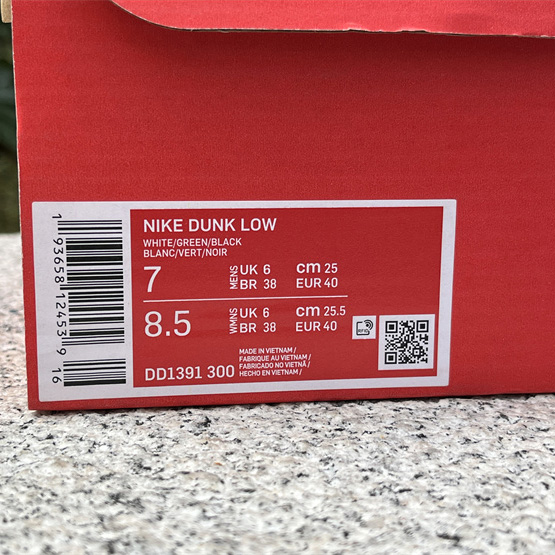 NIKE DUNK LOW
WHITE/GREEN/BLACK
BLANC/VERT/NOIR
7 MENS UK 6 cm 25
BR 38 EUR 40
8.5 WMNS UK 6 cm 25.5
BR 38 EUR 40
MADE IN VIETNAM /
FABRIQUE AU VIETNAM /
FABRICADO NO VIETNÃ /
DD1391 300 HECHO EN VIETNAM /
1 93658 12453 9 16